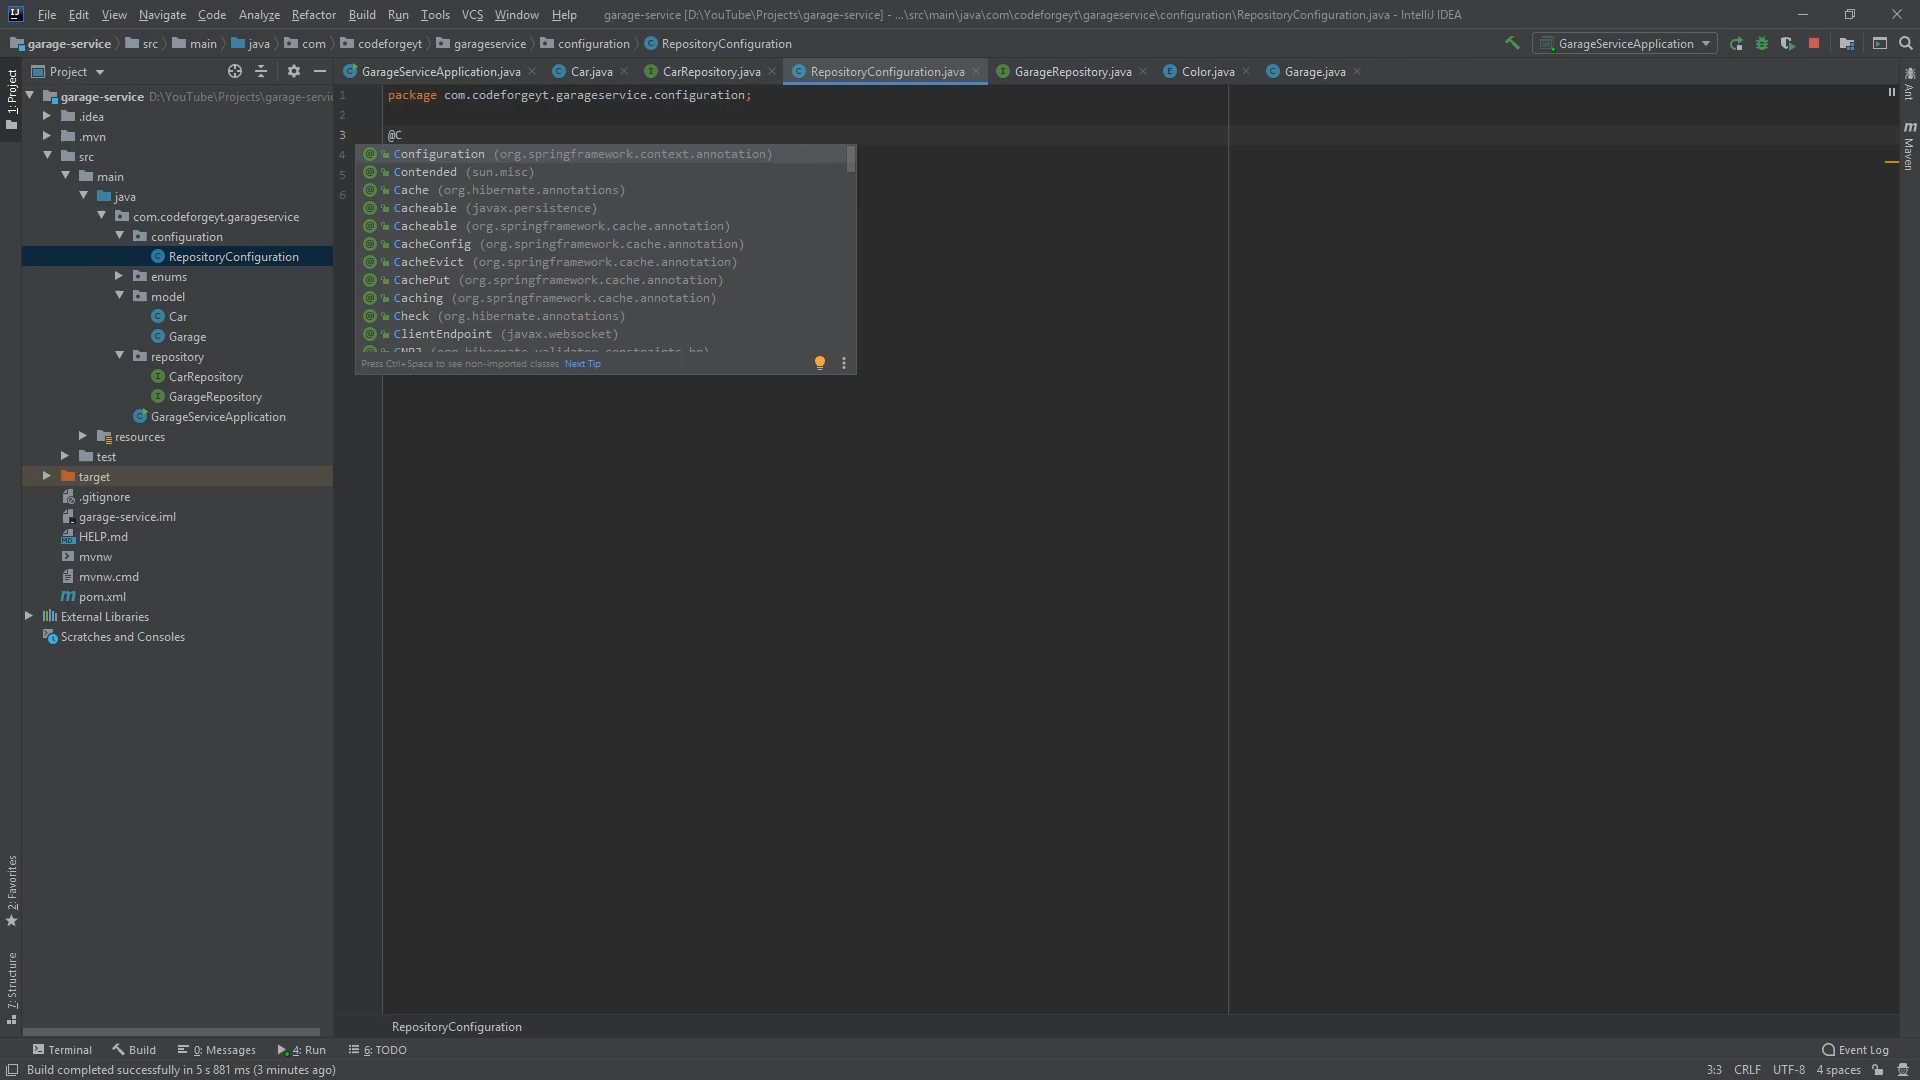 File Edit View Navigate Code Analyze Refactor Build Run Tools VCS Window Help garage-service [D:\YouTube\Projects\garage-service] - ...\src\main\java\com\codeforgeyt\garageservice\configuration\RepositoryConfiguration.java - IntelliJ IDEA
garage-service src main java com codeforgeyt garageservice configuration RepositoryConfiguration GarageServiceApplication
Project GarageServiceApplication.java Car.java CarRepository.java RepositoryConfiguration.java GarageRepository.java Color.java Garage.java
1: Project
Ant
Maven
garage-service D:\YouTube\Projects\garage-servic
.idea
.mvn
src
main
java
com.codeforgeyt.garageservice
configuration
RepositoryConfiguration
enums
model
Car
Garage
repository
CarRepository
GarageRepository
GarageServiceApplication
resources
test
target
.gitignore
garage-service.iml
HELP.md
mvnw
mvnw.cmd
pom.xml
External Libraries
Scratches and Consoles
1 package com.codeforgeyt.garageservice.configuration;
2
3 @C
4
5
6
Configuration (org.springframework.context.annotation)
Contended (sun.misc)
Cache (org.hibernate.annotations)
Cacheable (javax.persistence)
Cacheable (org.springframework.cache.annotation)
CacheConfig (org.springframework.cache.annotation)
CacheEvict (org.springframework.cache.annotation)
CachePut (org.springframework.cache.annotation)
Caching (org.springframework.cache.annotation)
Check (org.hibernate.annotations)
ClientEndpoint (javax.websocket)
CNPJ (org.hibernate.validator.constraints.br)
Press Ctrl+Space to see non-imported classes Next Tip
2: Favorites
7: Structure
RepositoryConfiguration
Terminal Build 0: Messages 4: Run 6: TODO Event Log
Build completed successfully in 5 s 881 ms (3 minutes ago) 3:3 CRLF UTF-8 4 spaces